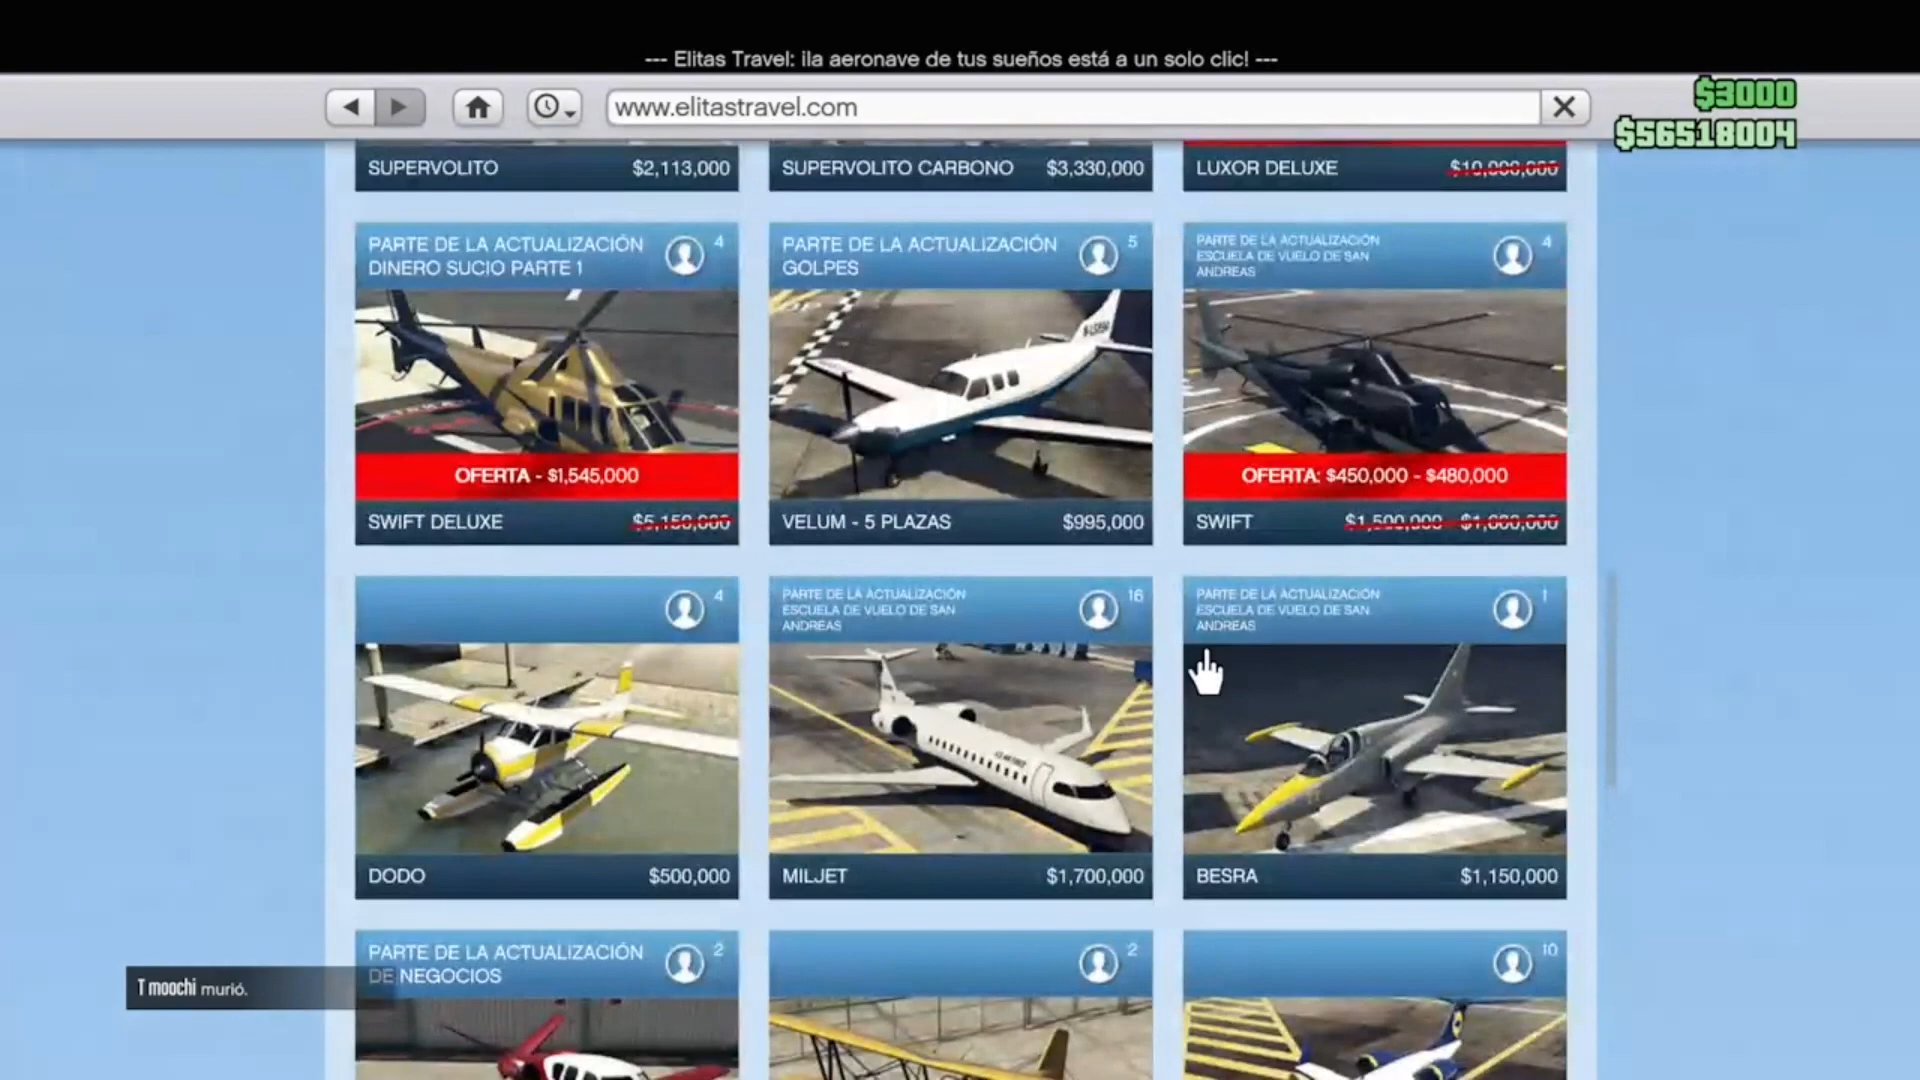 --- Elitas Travel: ¡la aeronave de tus sueños está a un solo clic! ---
www.elitastravel.com
$3000
$56518004
SUPERVOLITO $2,113,000
SUPERVOLITO CARBONO $3,330,000
LUXOR DELUXE $10,000,000
PARTE DE LA ACTUALIZACIÓN
DINERO SUCIO PARTE 1
4
PARTE DE LA ACTUALIZACIÓN
GOLPES
5
PARTE DE LA ACTUALIZACIÓN
ESCUELA DE VUELO DE SAN
ANDREAS
4
OFERTA - $1,545,000
OFERTA: $450,000 - $480,000
SWIFT DELUXE $5,150,000
VELUM - 5 PLAZAS $995,000
SWIFT $1,500,000 - $1,600,000
4
PARTE DE LA ACTUALIZACIÓN
ESCUELA DE VUELO DE SAN
ANDREAS
16
PARTE DE LA ACTUALIZACIÓN
ESCUELA DE VUELO DE SAN
ANDREAS
1
DODO $500,000
MILJET $1,700,000
BESRA $1,150,000
PARTE DE LA ACTUALIZACIÓN
DE NEGOCIOS
2
2
10
T moochi murió.